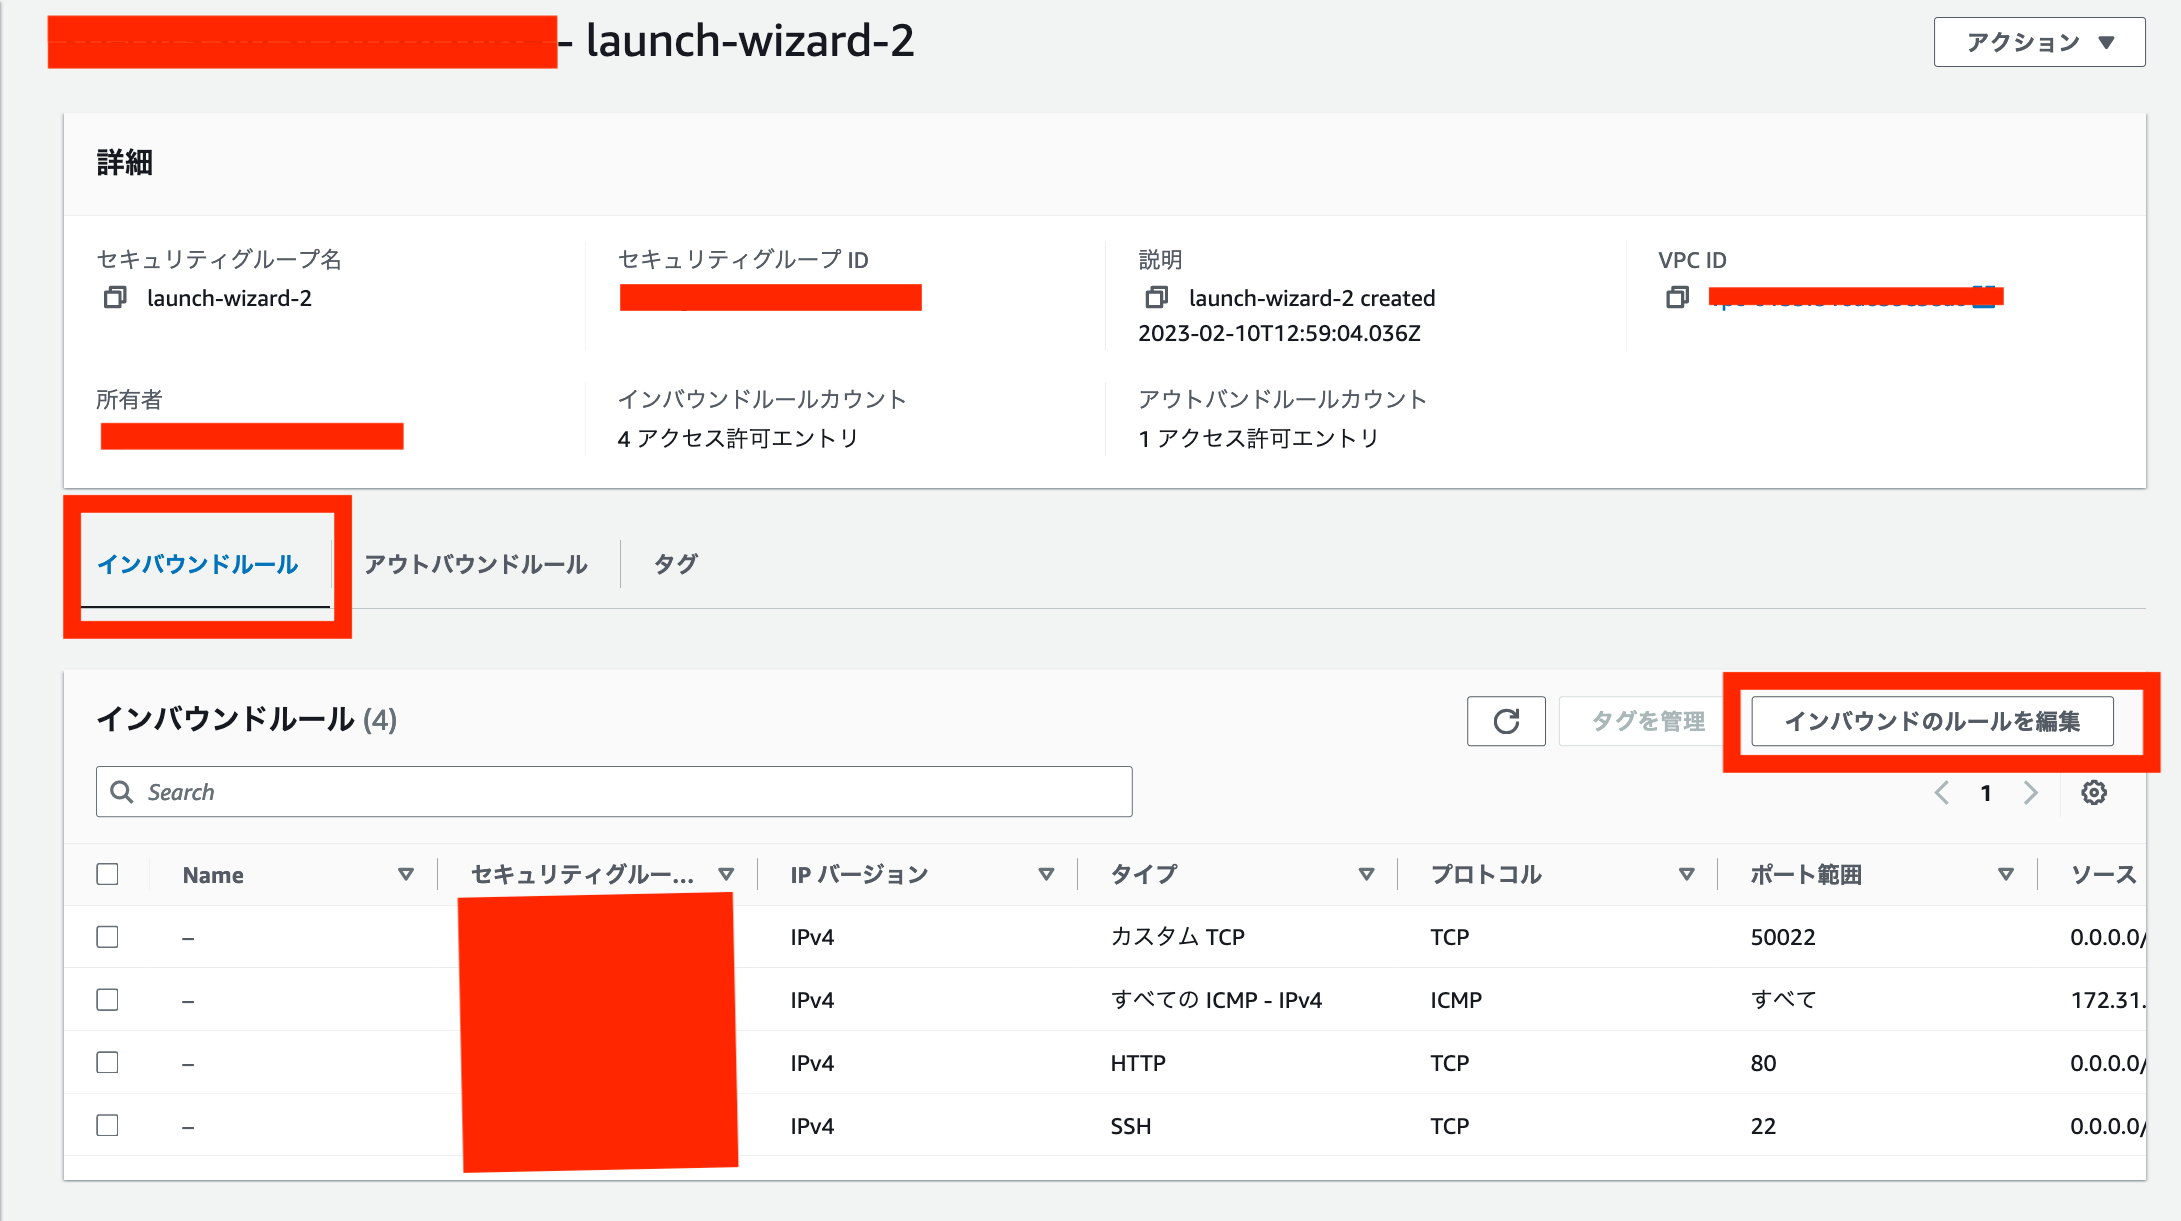 - launch-wizard-2
アクション
詳細
セキュリティグループ名
launch-wizard-2
セキュリティグループ ID
説明
launch-wizard-2 created
2023-02-10T12:59:04.036Z
VPC ID
所有者
インバウンドルールカウント
4 アクセス許可エントリ
アウトバンドルールカウント
1 アクセス許可エントリ
インバウンドルール
アウトバウンドルール
タグ
インバウンドルール (4)
タグを管理
インバウンドのルールを編集
Search
1
Name セキュリティグルー... IP バージョン タイプ プロトコル ポート範囲 ソース
– IPv4 カスタム TCP TCP 50022 0.0.0.0/
– IPv4 すべての ICMP - IPv4 ICMP すべて 172.31.
– IPv4 HTTP TCP 80 0.0.0.0/
– IPv4 SSH TCP 22 0.0.0.0/